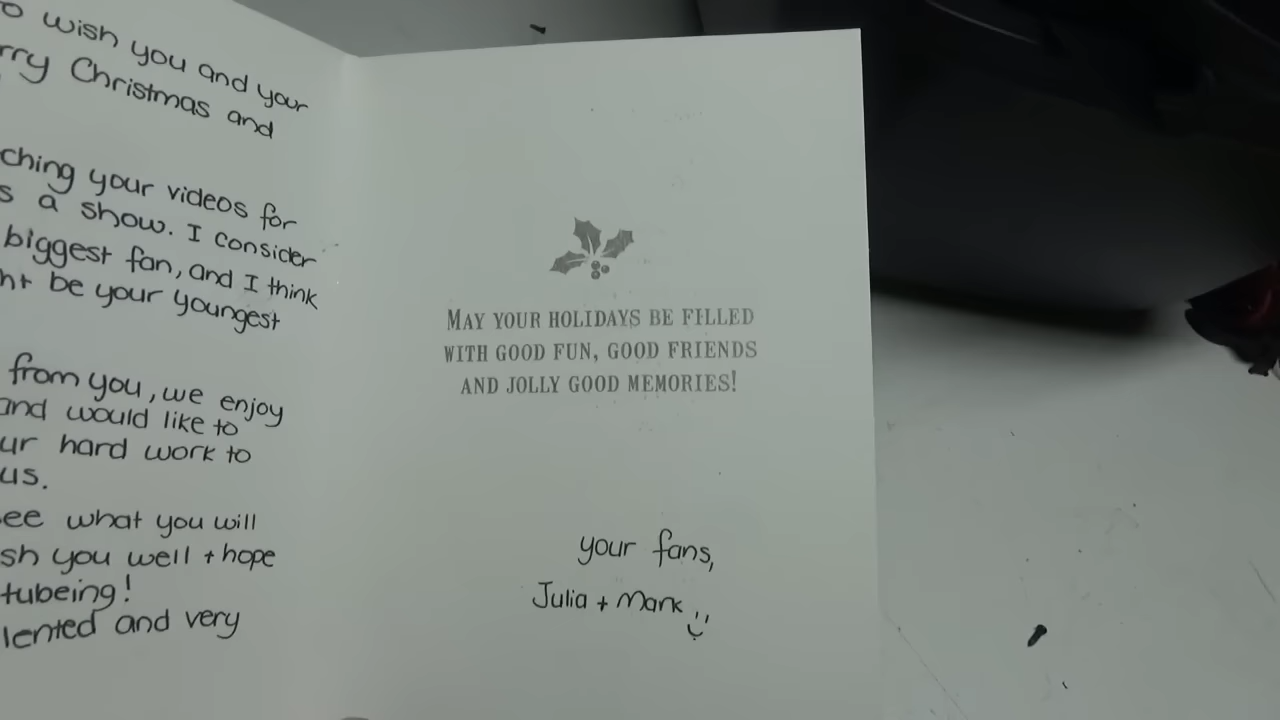 to wish you and your
rry Christmas and
ching your videos for
s a show. I consider
biggest fan, and I think
ht be your youngest
from you, we enjoy
and would like to
ur hard work to
us.
ee what you will
sh you well + hope
tubeing!
lented and very
MAY YOUR HOLIDAYS BE FILLED
WITH GOOD FUN, GOOD FRIENDS
AND JOLLY GOOD MEMORIES!
your fans,
Julia + Mark